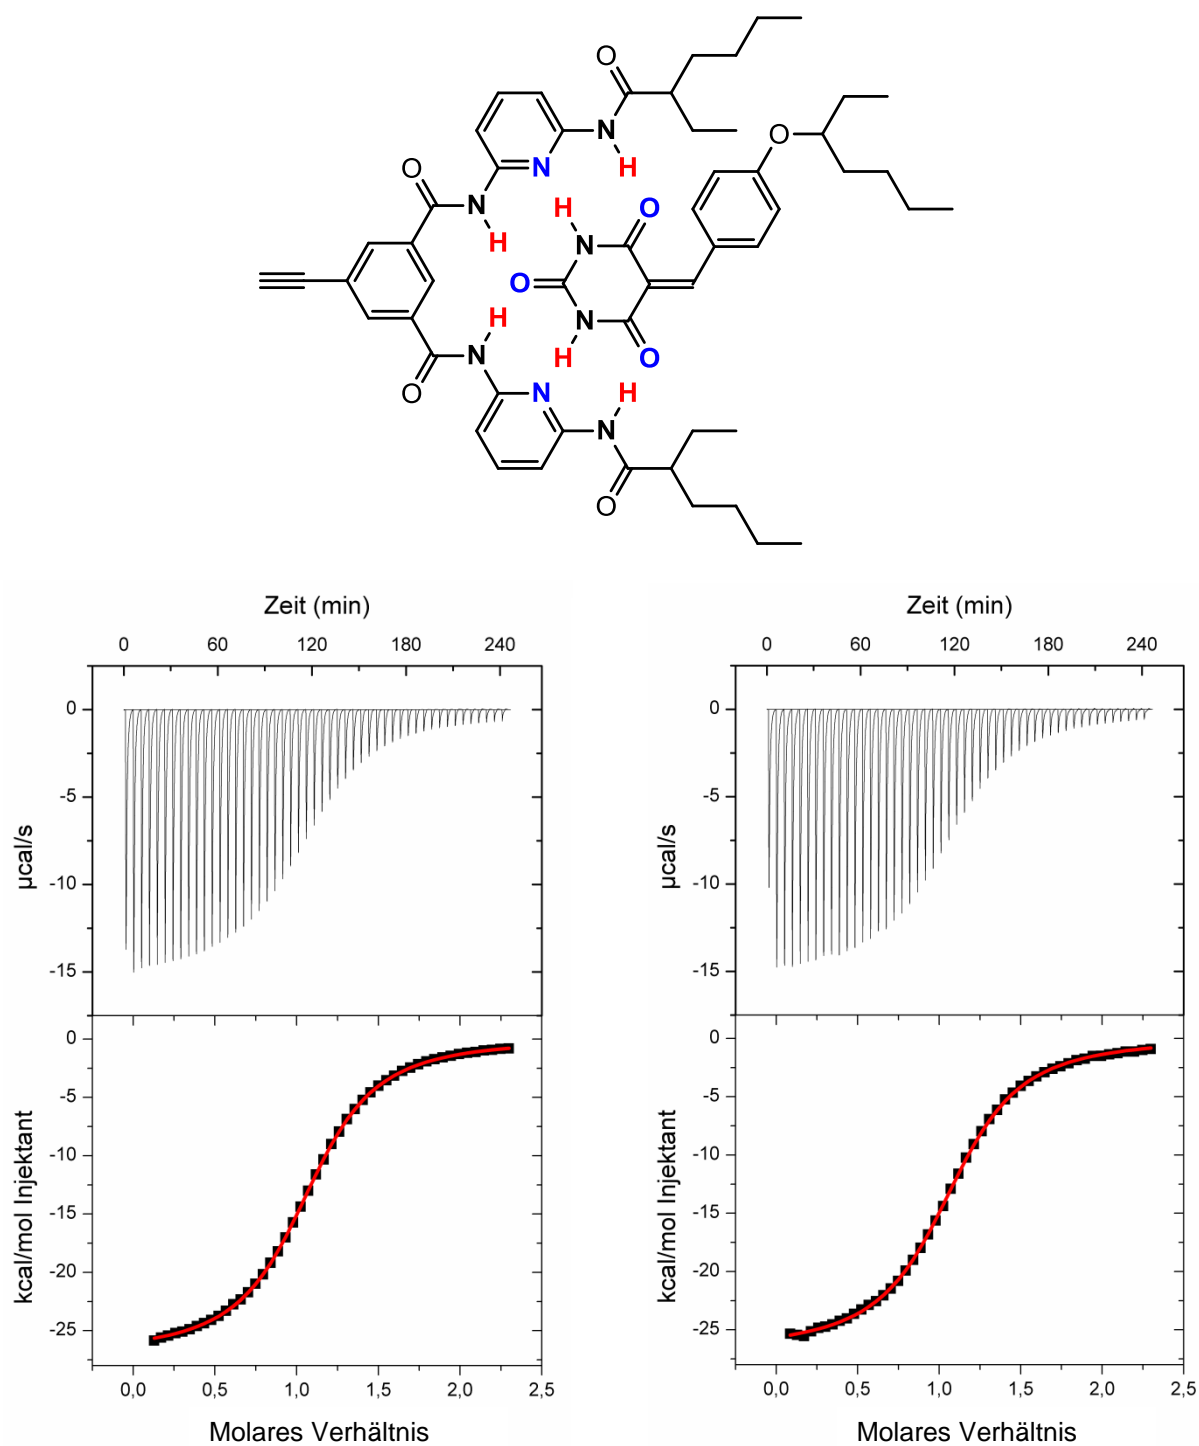 O
N
H
O
N
H
O
O
N
H
H
N
O
N
O
O
H
N
O
H
N
H
O
N
N
H
O
Zeit (min)
0 60 120 180 240
0
-5
-10
-15
µcal/s
0
-5
-10
-15
-20
-25
kcal/mol Injektant
0,0 0,5 1,0 1,5 2,0 2,5
Molares Verhältnis
Zeit (min)
0 60 120 180 240
0
-5
-10
-15
µcal/s
0
-5
-10
-15
-20
-25
kcal/mol Injektant
0,0 0,5 1,0 1,5 2,0 2,5
Molares Verhältnis